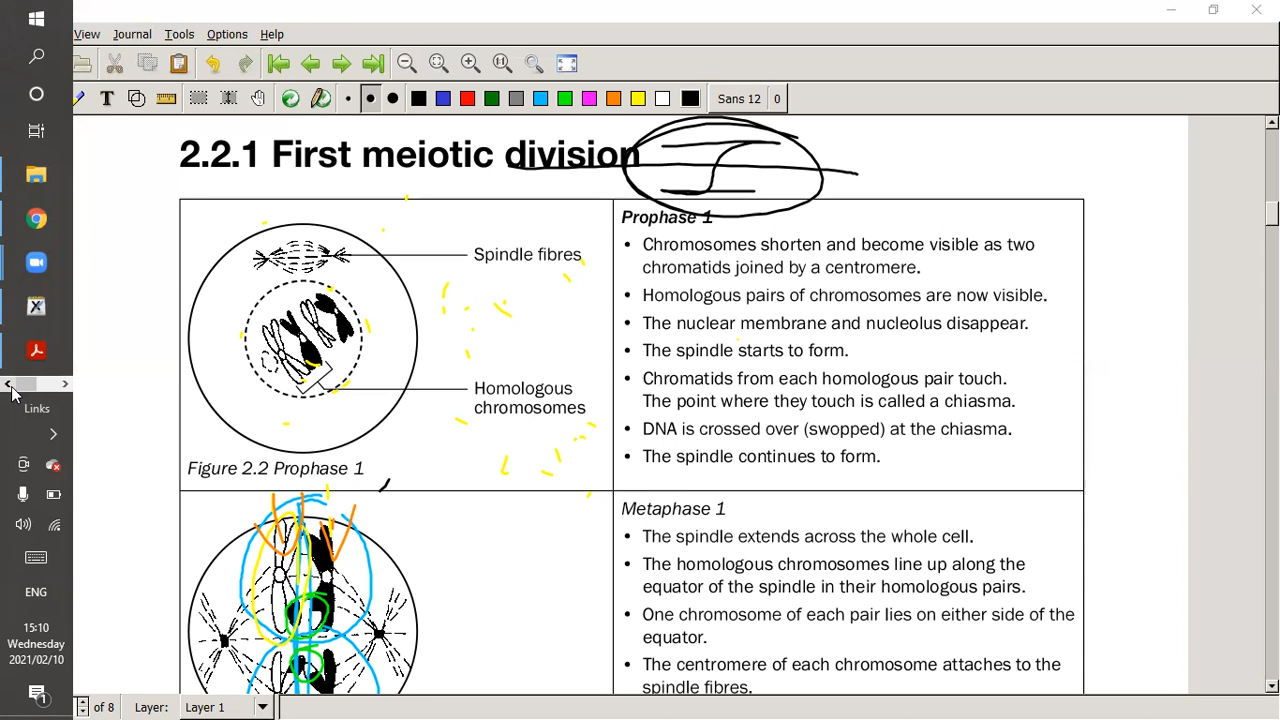 View Journal Tools Options Help
Sans 12 0
2.2.1 First meiotic division
Spindle fibres
Homologous
chromosomes
Figure 2.2 Prophase 1
Prophase 1
• Chromosomes shorten and become visible as two
chromatids joined by a centromere.
• Homologous pairs of chromosomes are now visible.
• The nuclear membrane and nucleolus disappear.
• The spindle starts to form.
• Chromatids from each homologous pair touch.
The point where they touch is called a chiasma.
• DNA is crossed over (swopped) at the chiasma.
• The spindle continues to form.
Metaphase 1
• The spindle extends across the whole cell.
• The homologous chromosomes line up along the
equator of the spindle in their homologous pairs.
• One chromosome of each pair lies on either side of the
equator.
• The centromere of each chromosome attaches to the
spindle fibres.
Links
ENG
15:10
Wednesday
2021/02/10
1
of 8 Layer: Layer 1